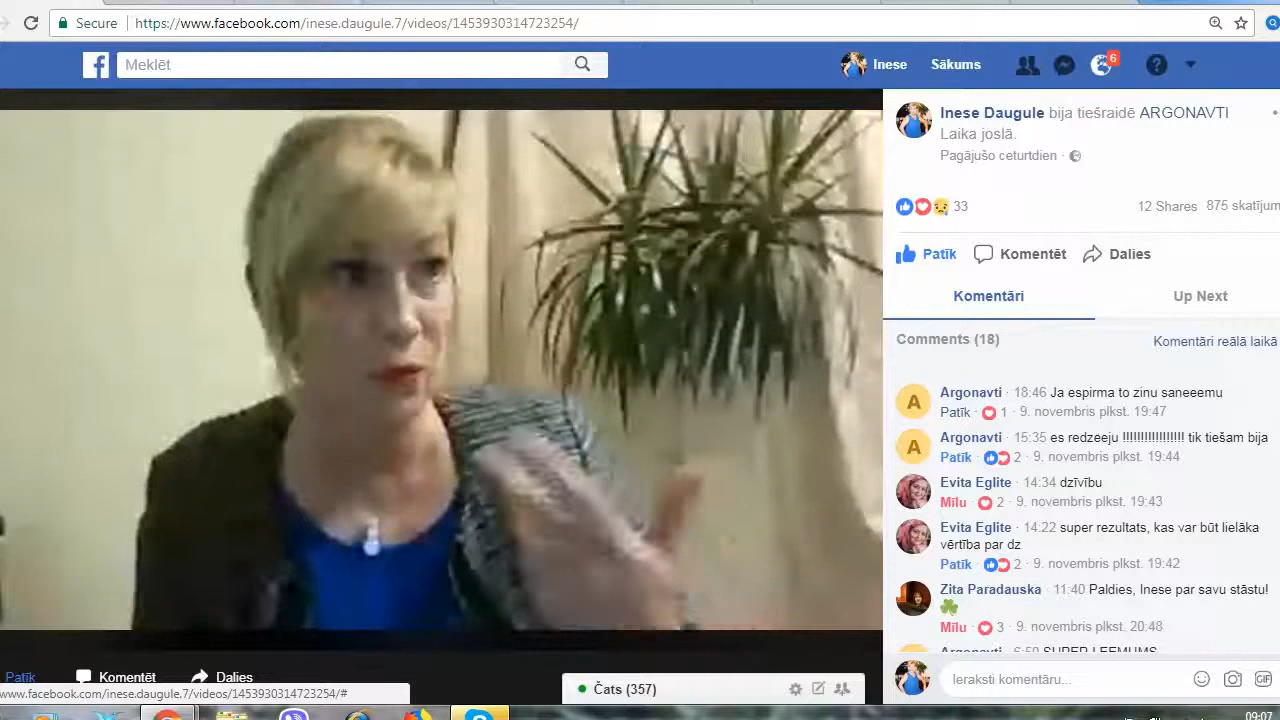 Secure https://www.facebook.com/inese.daugule.7/videos/1453930314723254/
f Meklēt Inese Sākums 6
Inese Daugule bija tiešraidē ARGONAVTI
Laika joslā.
Pagājušo ceturtdien ·
33 12 Shares 875 skatījum
Patīk Komentēt Dalies
Komentāri Up Next
Comments (18) Komentāri reālā laikā
A Argonavti · 18:46 Ja espirma to zinu saneeemu
Patīk · 1 · 9. novembris plkst. 19:47
A Argonavti · 15:35 es redzeeju !!!!!!!!!!!!!!!!! tik tiešam bija
Patīk · 2 · 9. novembris plkst. 19:44
Evita Eglite · 14:34 dzīvību
Mīlu · 2 · 9. novembris plkst. 19:43
Evita Eglite · 14:22 super rezultats, kas var būt lielāka
vērtība par dz
Patīk · 2 · 9. novembris plkst. 19:42
Zita Paradauska · 11:40 Paldies, Inese par savu stāstu!
Mīlu · 3 · 9. novembris plkst. 20:48
Argonavti · 6:50 SUPER LEEMUMS
Ieraksti komentāru... GIF
Patīk Komentēt Dalies
Čats (357)
www.facebook.com/inese.daugule.7/videos/1453930314723254/#
09:07